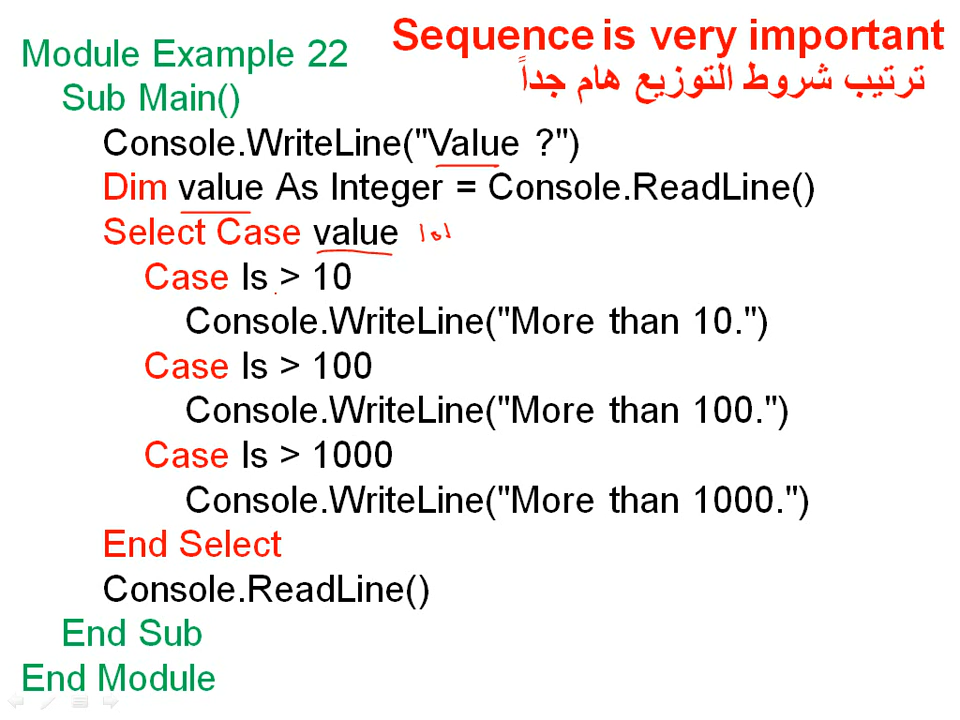 Sequence is very important
ترتيب شروط التوزيع هام جداً
Module Example 22
Sub Main()
Console.WriteLine("Value ?")
Dim value As Integer = Console.ReadLine()
Select Case value 101
Case Is > 10
Console.WriteLine("More than 10.")
Case Is > 100
Console.WriteLine("More than 100.")
Case Is > 1000
Console.WriteLine("More than 1000.")
End Select
Console.ReadLine()
End Sub
End Module